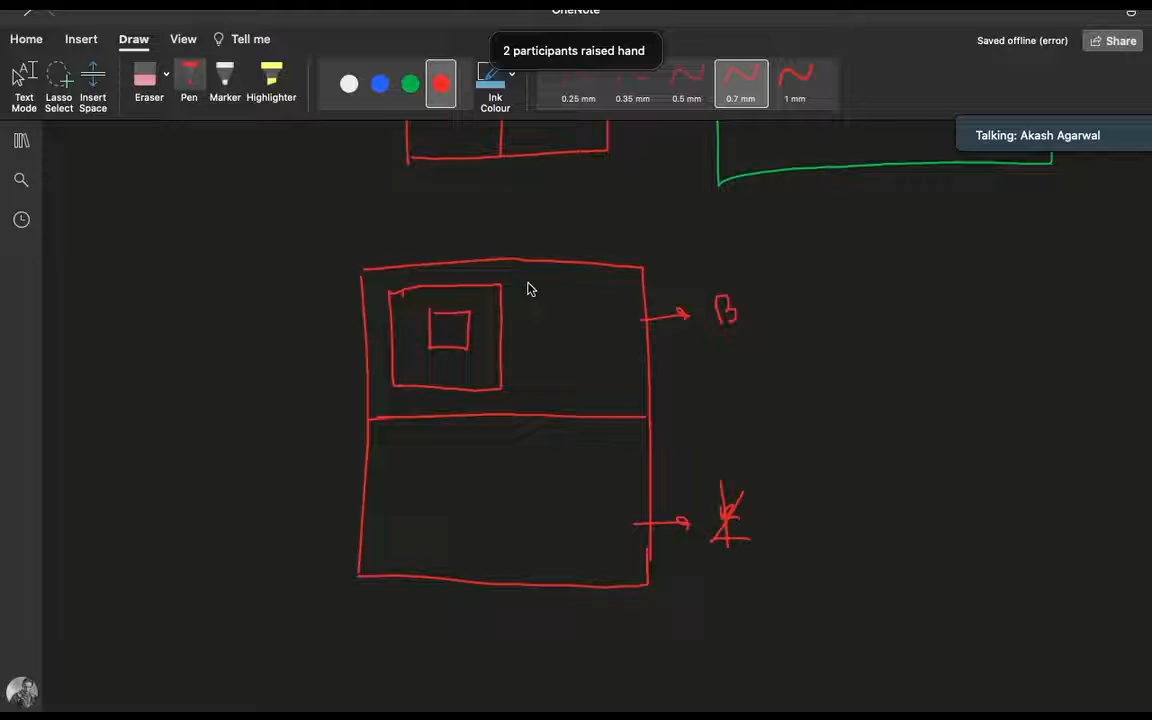 OneNote
2 participants raised hand
Home Insert Draw View Tell me
Saved offline (error)
Share
Text Mode
Lasso Select
Insert Space
Eraser
Pen
Marker
Highlighter
Ink Colour
0.25 mm
0.35 mm
0.5 mm
0.7 mm
1 mm
Talking: Akash Agarwal
B